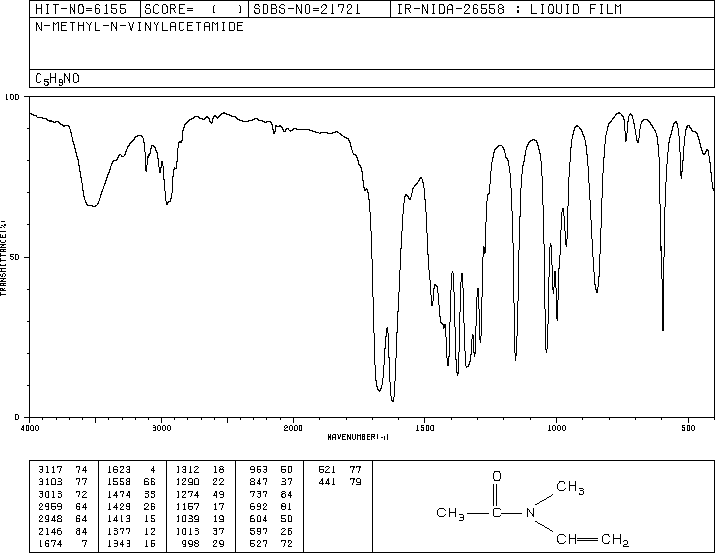 HIT-NO=6155 SCORE= ( ) SDBS-NO=21721 IR-NIDA-26558 : LIQUID FILM
N-METHYL-N-VINYLACETAMIDE
C5H9NO
100
50
0
TRANSMITTANCE(%)
4000 3000 2000 1500 1000 500
WAVENUMBER(-1)
3117 74 1623 4 1312 18 963 50 621 77
3103 77 1558 66 1290 22 847 37 441 79
3013 72 1474 33 1274 49 737 84
2969 64 1429 26 1157 17 692 81
2948 64 1413 15 1039 19 604 50
2146 84 1377 12 1013 37 597 26
1674 7 1343 15 998 29 527 72
O
CH3
CH3 C N
CH CH2